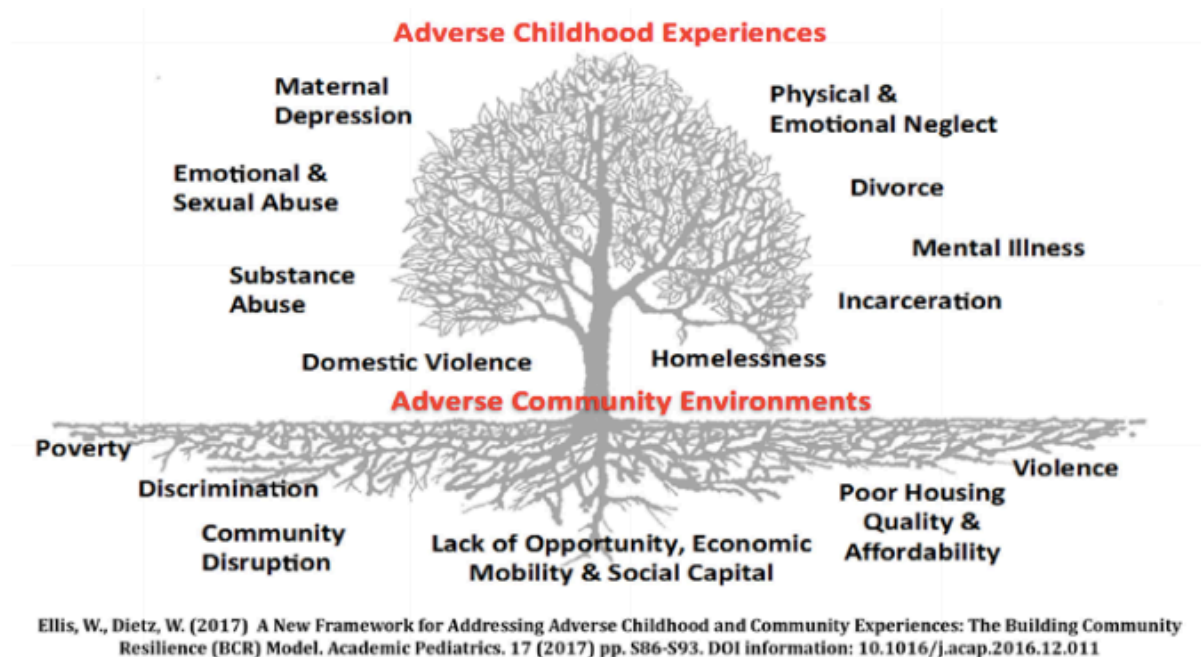 Adverse Childhood Experiences
Maternal
Depression
Physical &
Emotional Neglect
Emotional &
Sexual Abuse
Divorce
Mental Illness
Substance
Abuse
Incarceration
Domestic Violence
Homelessness
Adverse Community Environments
Poverty
Violence
Discrimination
Poor Housing
Quality &
Affordability
Community
Disruption
Lack of Opportunity, Economic
Mobility & Social Capital
Ellis, W., Dietz, W. (2017) A New Framework for Addressing Adverse Childhood and Community Experiences: The Building Community
Resilience (BCR) Model. Academic Pediatrics. 17 (2017) pp. S86-S93. DOI information: 10.1016/j.acap.2016.12.011